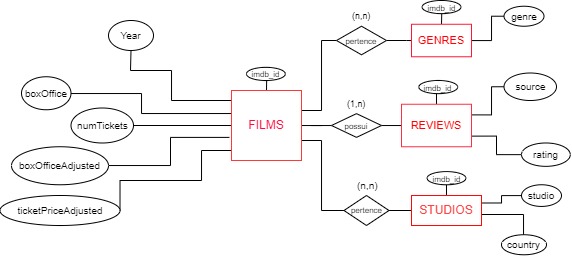 (n,n)
imdb_id
genre
pertence
GENRES
Year
imdb_id
boxOffice
numTickets
FILMS
(1,n)
imdb_id
source
possui
REVIEWS
rating
boxOfficeAdjusted
ticketPriceAdjusted
(n,n)
imdb_id
studio
pertence
STUDIOS
country